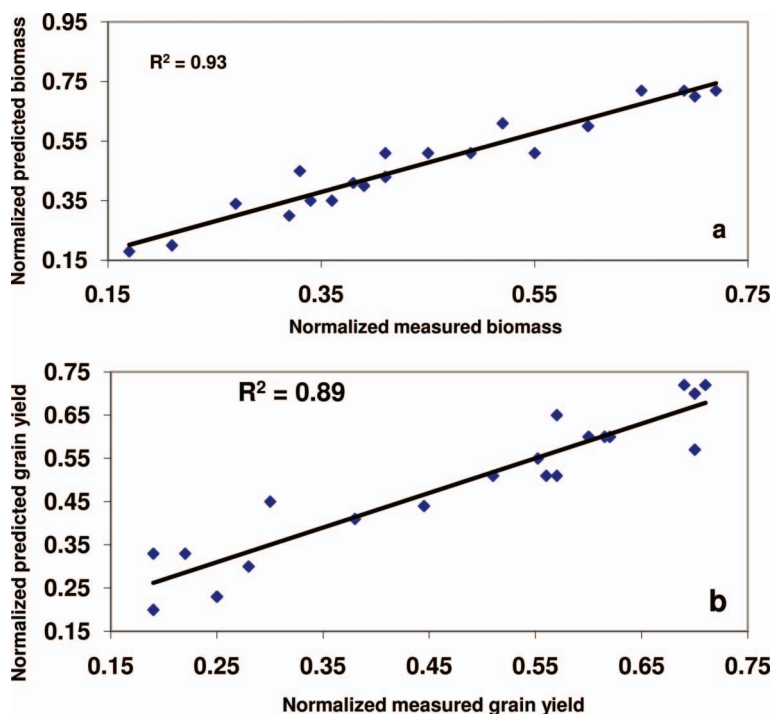 Normalized predicted biomass
0.95
0.75
0.55
0.35
0.15
R² = 0.93
a
0.15 0.35 0.55 0.75
Normalized measured biomass
Normalized predicted grain yield
0.75
0.65
0.55
0.45
0.35
0.25
0.15
R² = 0.89
b
0.15 0.25 0.35 0.45 0.55 0.65 0.75
Normalized measured grain yield